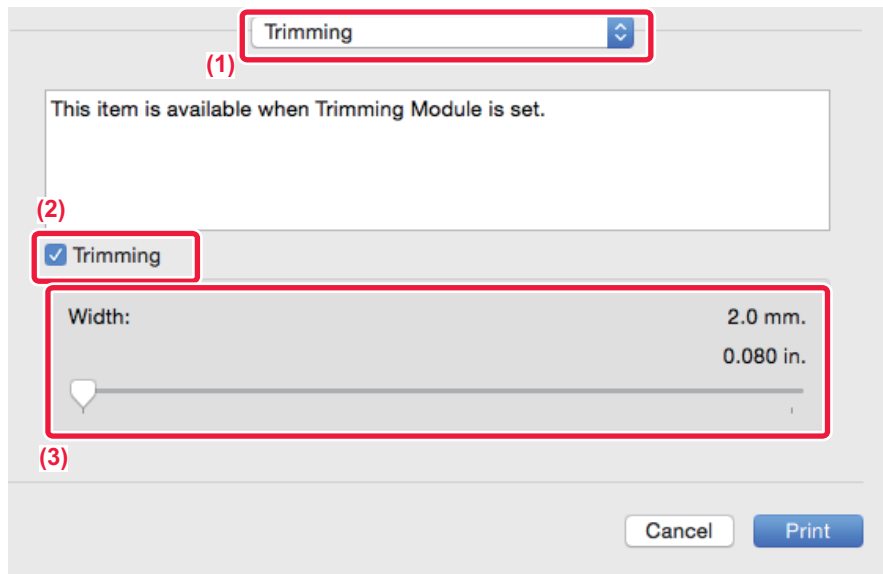 Trimming
(1)
This item is available when Trimming Module is set.
(2)
Trimming
Width: 2.0 mm.
0.080 in.
(3)
Cancel Print